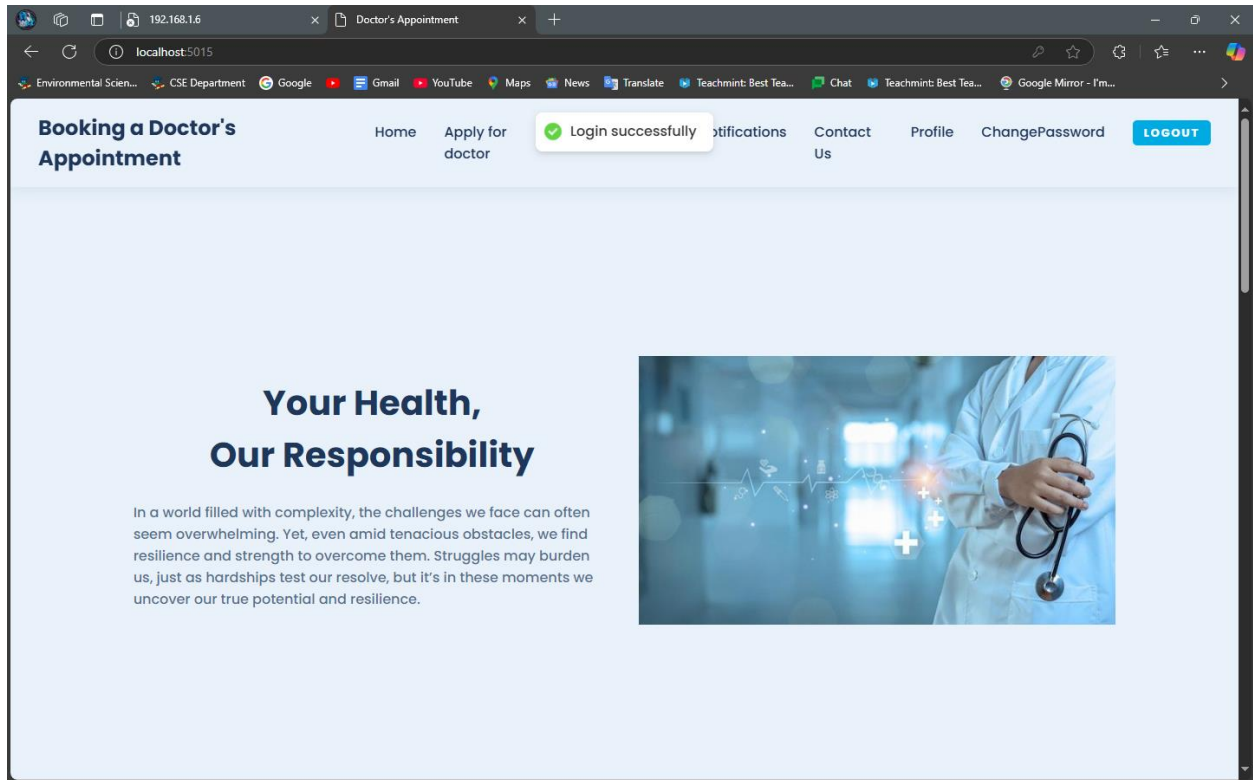 192.168.1.6
Doctor's Appointment
localhost:5015
Environmental Scien...
CSE Department
Google
Gmail
YouTube
Maps
News
Translate
Teachmint: Best Tea...
Chat
Teachmint: Best Tea...
Google Mirror - I'm...
Booking a Doctor's
Appointment
Home
Apply for
doctor
Login successfully
otifications
Contact
Us
Profile
ChangePassword
LOGOUT
Your Health,
Our Responsibility
In a world filled with complexity, the challenges we face can often
seem overwhelming. Yet, even amid tenacious obstacles, we find
resilience and strength to overcome them. Struggles may burden
us, just as hardships test our resolve, but it's in these moments we
uncover our true potential and resilience.